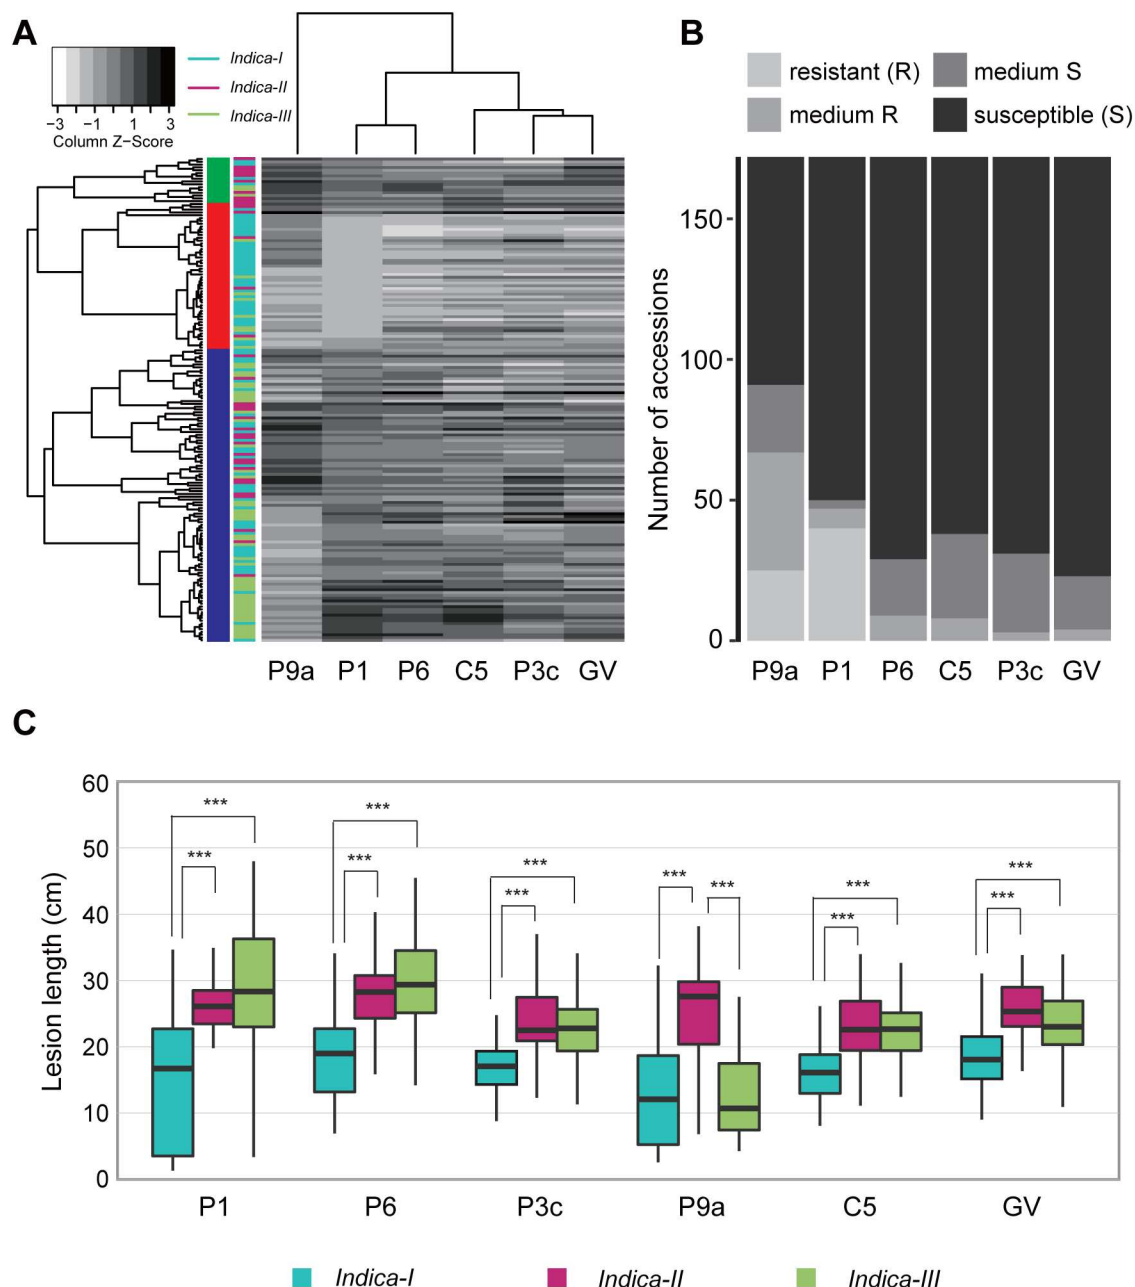 A
Indica-I
Indica-II
Indica-III
−3 −1 1 3
Column Z−Score
P9a P1 P6 C5 P3c GV
B
resistant (R) medium S
medium R susceptible (S)
Number of accessions
150
100
50
0
P9a P1 P6 C5 P3c GV
C
Lesion length (cm)
60
50
40
30
20
10
0
*** *** *** *** *** *** *** *** *** *** *** ***
P1 P6 P3c P9a C5 GV
Indica-I Indica-II Indica-III